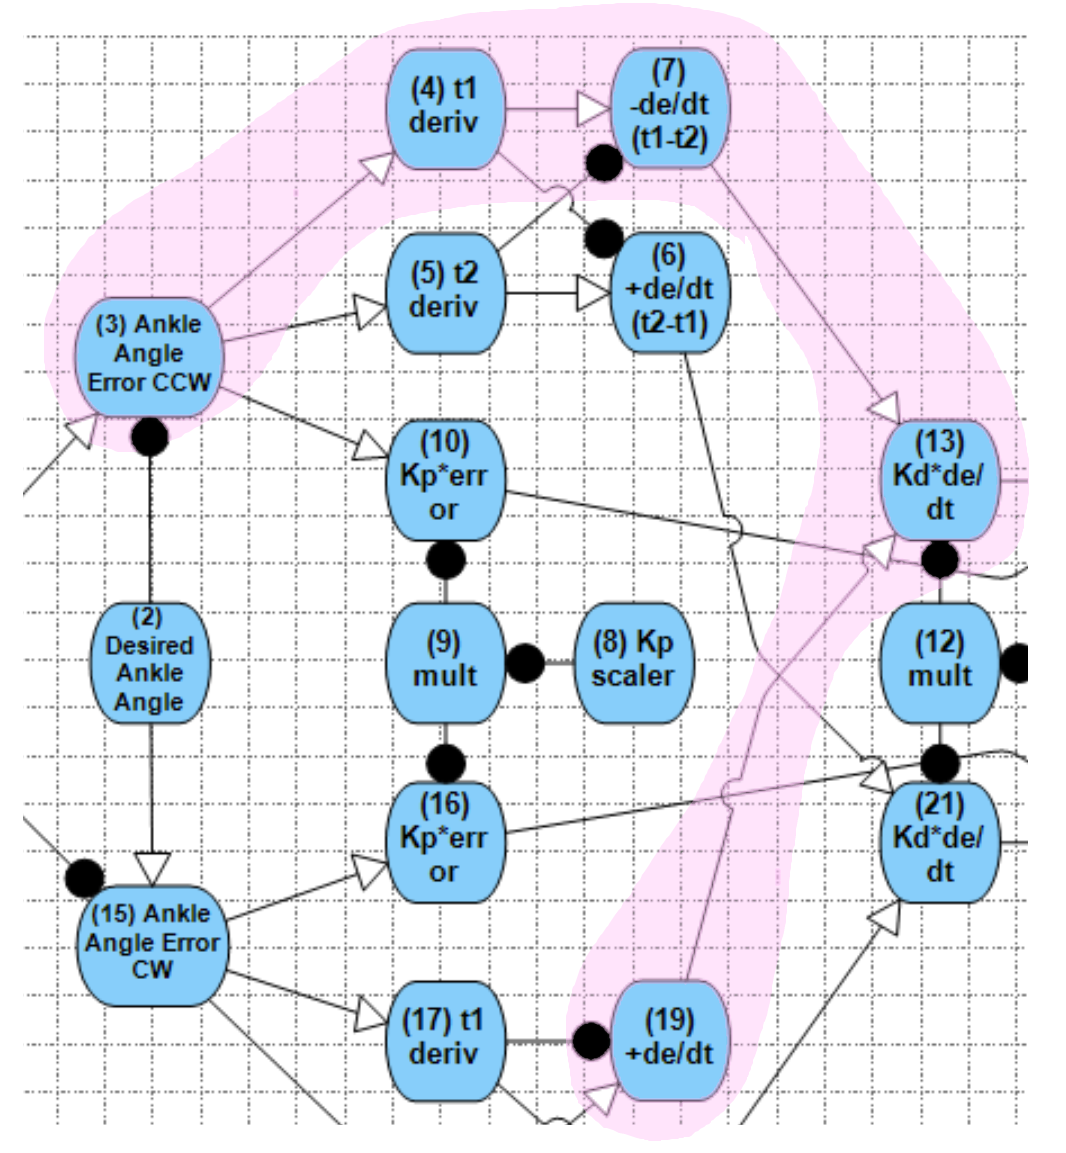 (4) t1
deriv
(7)
-de/dt
(t1-t2)
(5) t2
deriv
(6)
+de/dt
(t2-t1)
(3) Ankle
Angle
Error CCW
(10)
Kp*err
or
(13)
Kd*de/
dt
(2)
Desired
Ankle
Angle
(9)
mult
(8) Kp
scaler
(12)
mult
(16)
Kp*err
or
(21)
Kd*de/
dt
(15) Ankle
Angle Error
CW
(17) t1
deriv
(19)
+de/dt